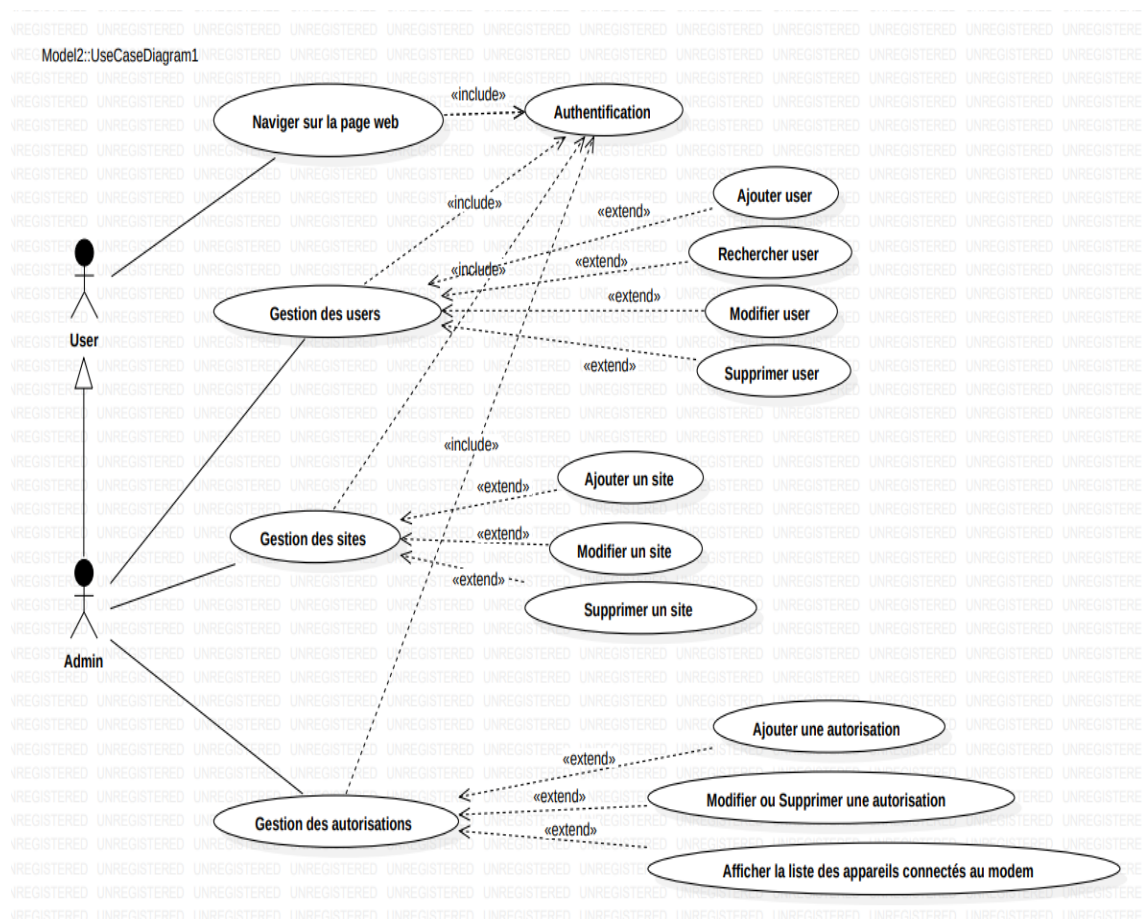 Model2::UseCaseDiagram1
«include»
Naviger sur la page web
Authentification
«include»
«extend»
Ajouter user
«include»
«extend»
Rechercher user
«extend»
Gestion des users
Modifier user
User
«extend»
Supprimer user
«include»
«extend»
Ajouter un site
«extend»
Gestion des sites
Modifier un site
«extend»
Supprimer un site
Admin
Ajouter une autorisation
«extend»
«extend»
Modifier ou Supprimer une autorisation
Gestion des autorisations
«extend»
Afficher la liste des appareils connectés au modem
UNREGISTERED